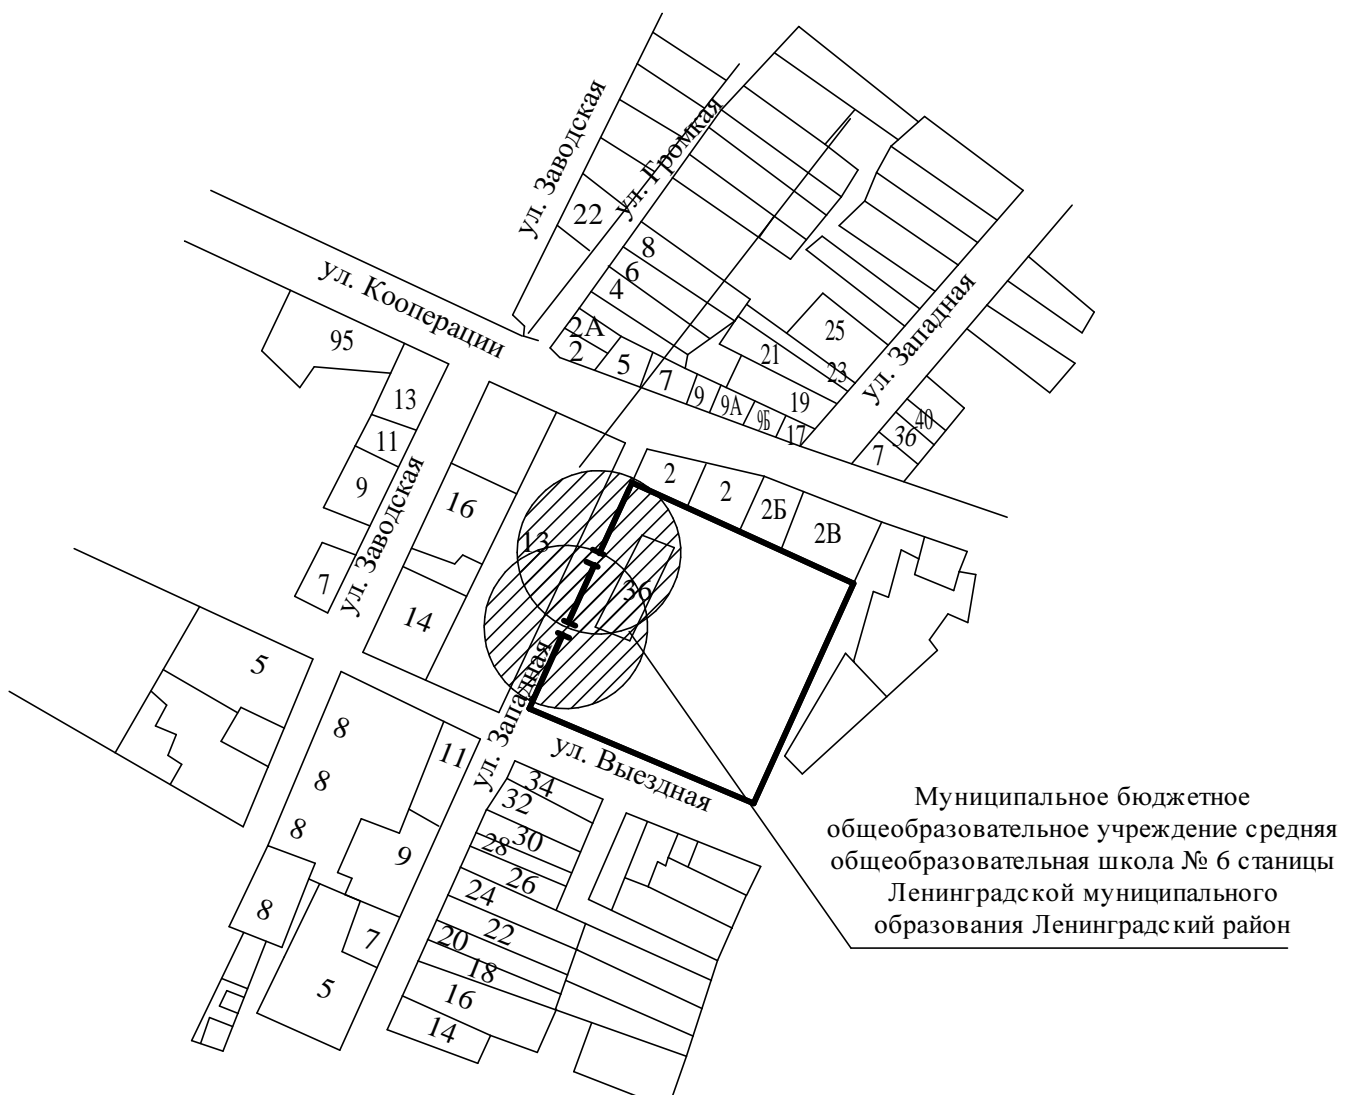 ул. Заводская
ул. Громкая
22
8
6
4
2А
2
5
7
9
9А
9Б
17
19
21
23
25
ул. Западная
40
36
7
ул. Кооперации
95
13
11
9
7
ул. Заводская
16
14
13
36
2
2
2Б
2В
5
8
8
8
8
11
9
7
5
ул. Западная
ул. Выездная
34
32
30
28
26
24
22
20
18
16
14
Муниципальное бюджетное
общеобразовательное учреждение средняя
общеобразовательная школа № 6 станицы
Ленинградской муниципального
образования Ленинградский район